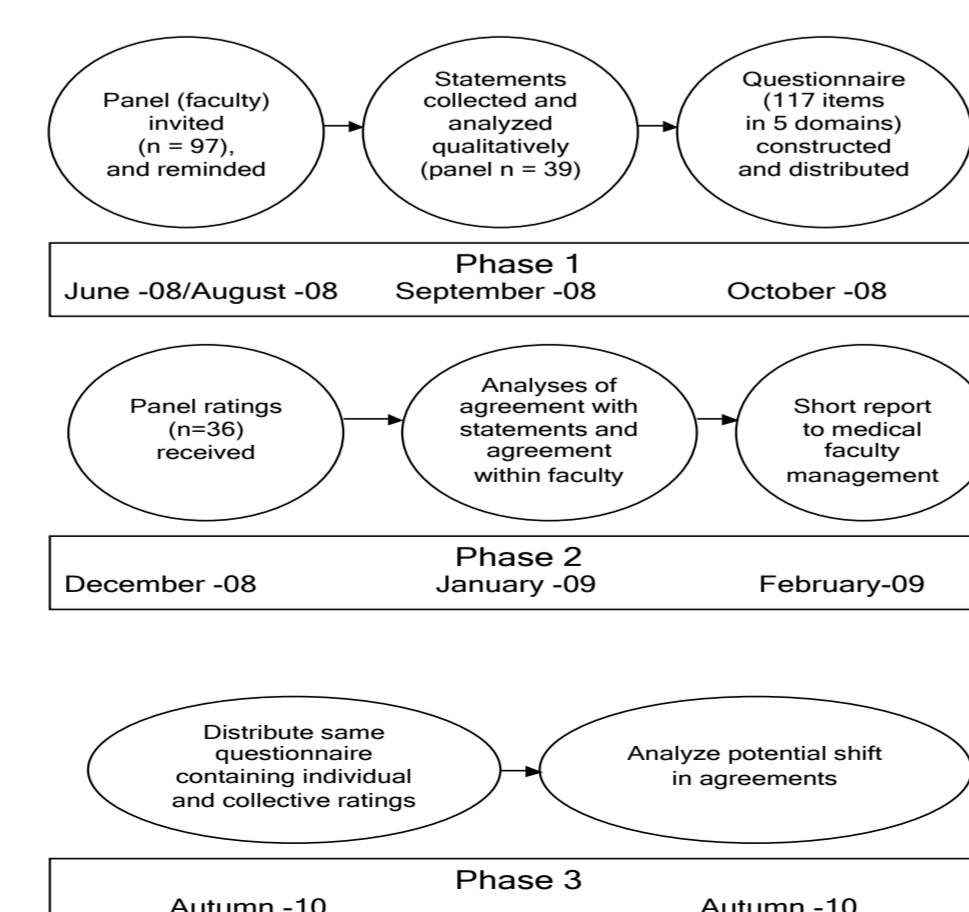 Panel (faculty)
invited
(n = 97),
and reminded
Statements
collected and
analyzed
qualitatively
(panel n = 39)
Questionnaire
(117 items
in 5 domains)
constructed
and distributed
Phase 1
June -08/August -08 September -08 October -08
Panel ratings
(n=36)
received
Analyses of
agreement with
statements and
agreement
within faculty
Short report
to medical
faculty
management
Phase 2
December -08 January -09 February-09
Distribute same
questionnaire
containing individual
and collective ratings
Analyze potential shift
in agreements
Phase 3
Autumn -10 Autumn -10